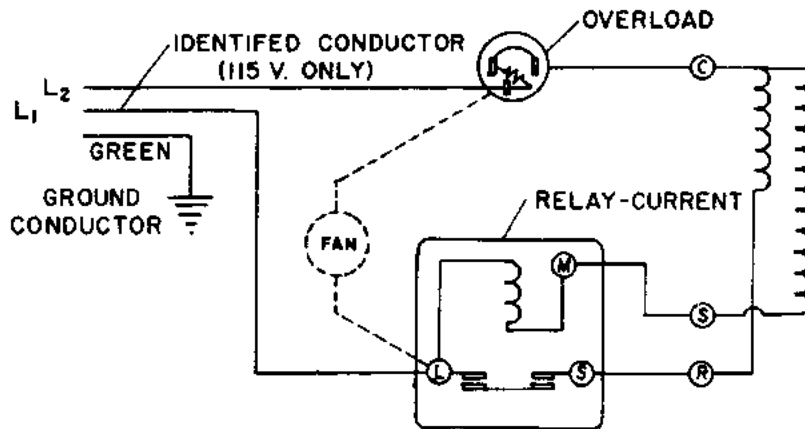 OVERLOAD
IDENTIFED CONDUCTOR
(115 V. ONLY)
C
L2
L1
GREEN
GROUND
CONDUCTOR
RELAY-CURRENT
FAN
M
S
L
S
R